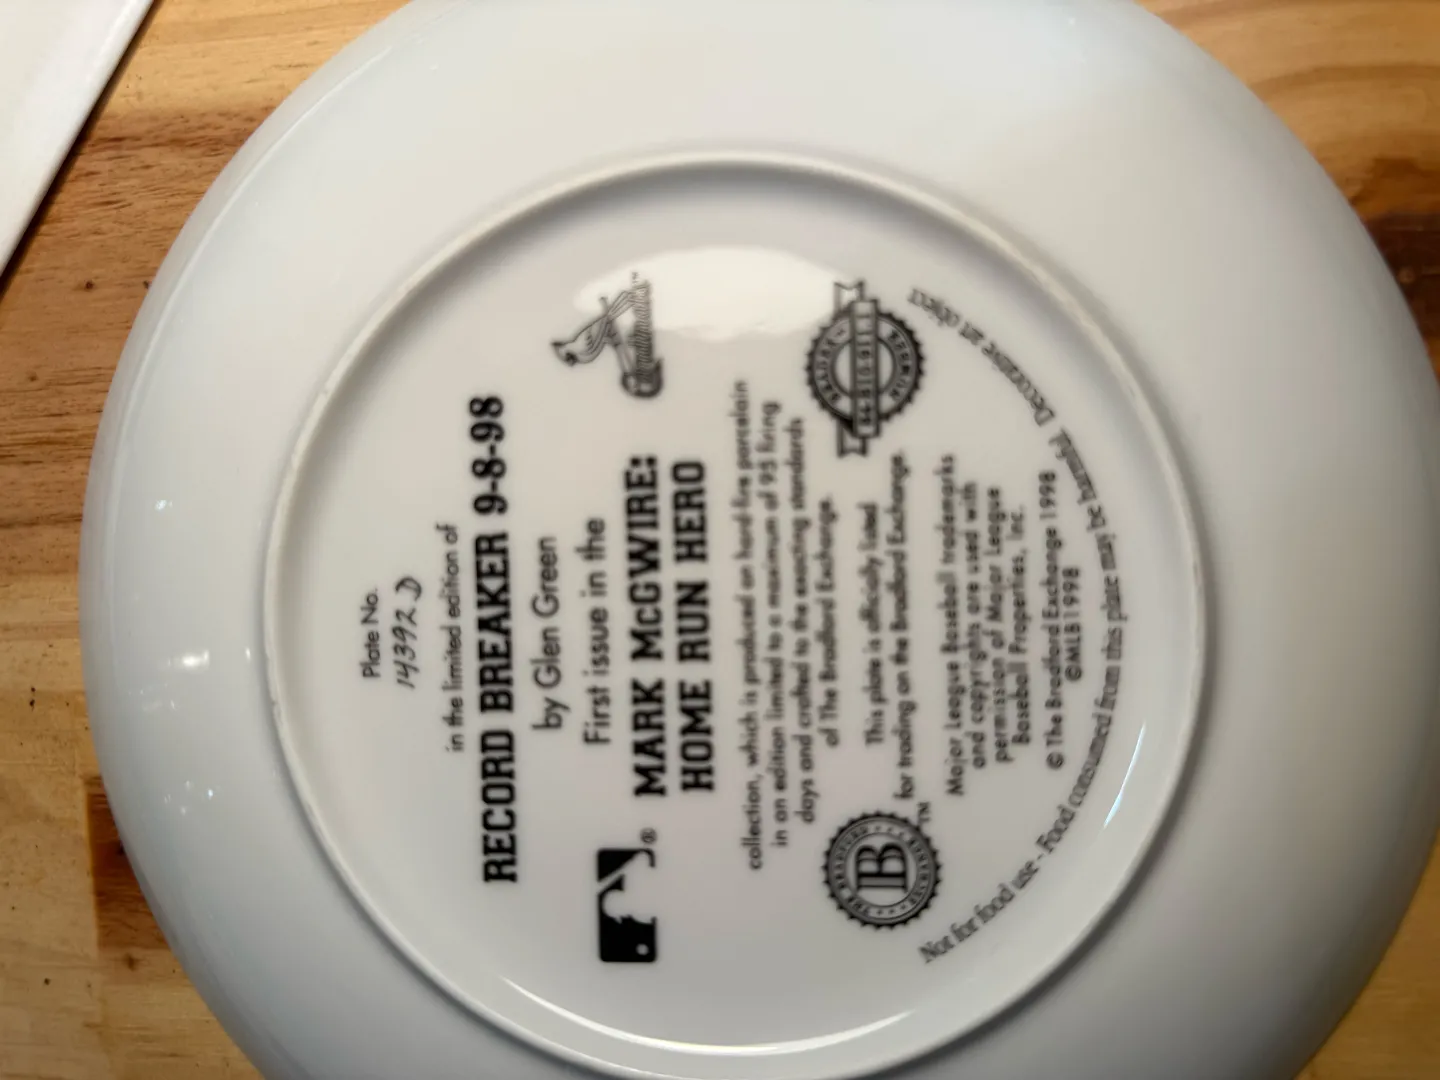 Plate No.
14392 D
in the limited edition of
RECORD BREAKER 9-8-98
by Glen Green
First issue in the
MARK McGWIRE:
HOME RUN HERO
®
Cardinals™
collection, which is produced on hard-fire porcelain
in an edition limited to a maximum of 95 firing
days and crafted to the exacting standards
of The Bradford Exchange.
This plate is officially listed
for trading on the Bradford Exchange.
THE BRADFORD EXCHANGE
B
TM
Major League Baseball trademarks
and copyrights are used with
permission of Major League
Baseball Properties, Inc.
© The Bradford Exchange 1998
©MLB 1998
Not for food use - Food consumed from this plate may be harmful. Decorative art object